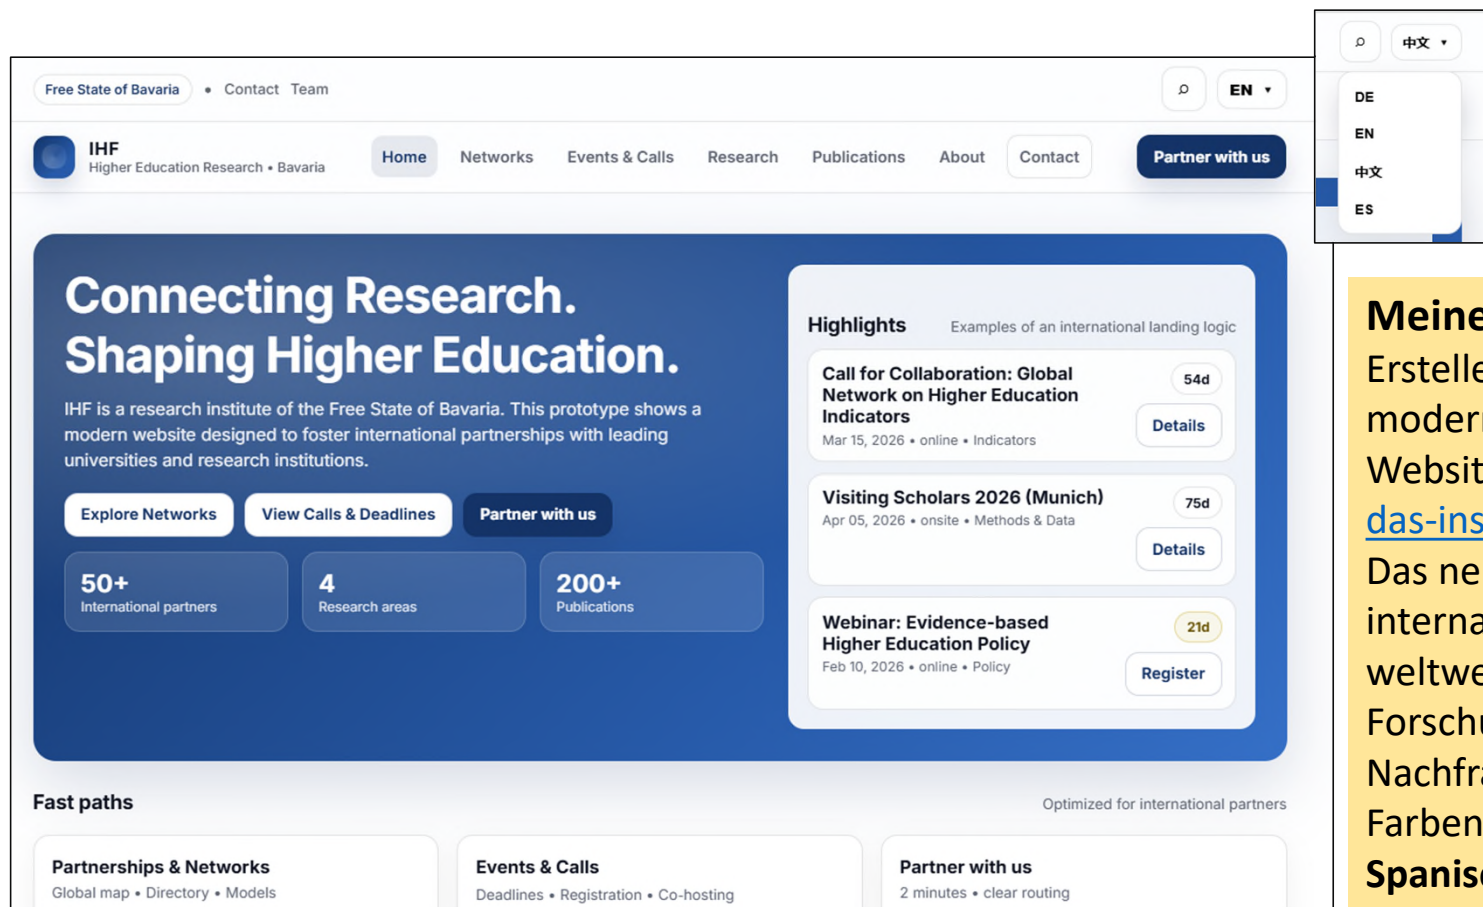 Free State of Bavaria • Contact Team
EN ▾
IHF
Higher Education Research • Bavaria
Home Networks Events & Calls Research Publications About Contact Partner with us
Connecting Research.
Shaping Higher Education.
IHF is a research institute of the Free State of Bavaria. This prototype shows a
modern website designed to foster international partnerships with leading
universities and research institutions.
Explore Networks View Calls & Deadlines Partner with us
50+
International partners
4
Research areas
200+
Publications
Highlights Examples of an international landing logic
Call for Collaboration: Global
Network on Higher Education
Indicators
Mar 15, 2026 • online • Indicators
54d
Details
Visiting Scholars 2026 (Munich)
Apr 05, 2026 • onsite • Methods & Data
75d
Details
Webinar: Evidence-based
Higher Education Policy
Feb 10, 2026 • online • Policy
21d
Register
Fast paths Optimized for international partners
Partnerships & Networks
Global map • Directory • Models
Events & Calls
Deadlines • Registration • Co-hosting
Partner with us
2 minutes • clear routing
中文 ▾
DE
EN
中文
ES
Meine
Erstelle
moder
Websit
das-ins
Das ne
interna
weltwe
Forsch
Nachfra
Farben
Spanis